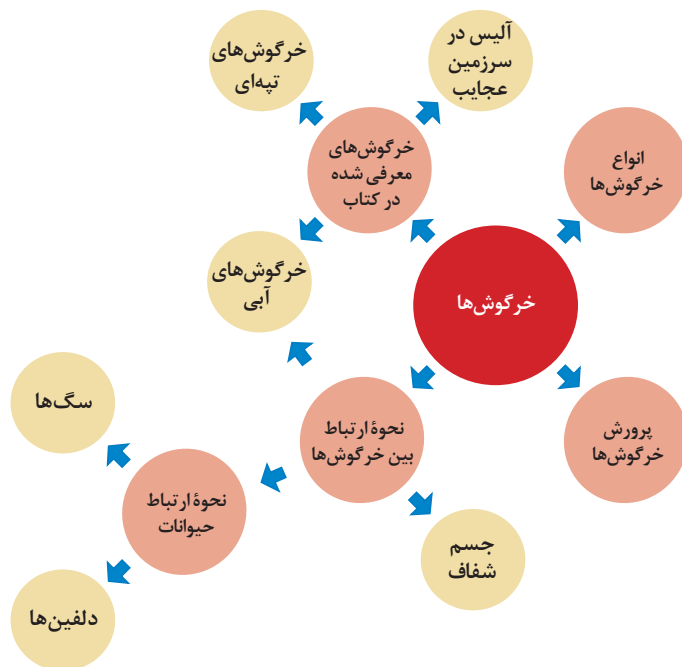 آلیس در
سرزمین
عجایب
خرگوش‌های
تپه‌ای
خرگوش‌های
معرفی شده
در کتاب
انواع
خرگوش‌ها
خرگوش‌های
آبی
خرگوش‌ها
سگ‌ها
نحوهٔ ارتباط
بین خرگوش‌ها
پرورش
خرگوش‌ها
نحوهٔ ارتباط
حیوانات
جسم
شفاف
دلفین‌ها